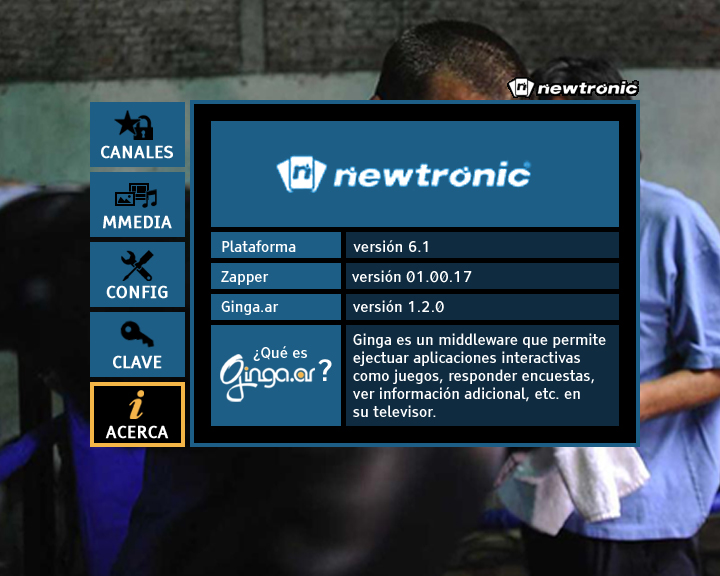 newtronic
CANALES
MMEDIA
CONFIG
CLAVE
ACERCA
newtronic
Plataforma
versión 6.1
Zapper
versión 01.00.17
Ginga.ar
versión 1.2.0
¿Qué es
Ginga.ar ?
Ginga es un middleware que permite
ejectuar aplicaciones interactivas
como juegos, responder encuestas,
ver información adicional, etc. en
su televisor.